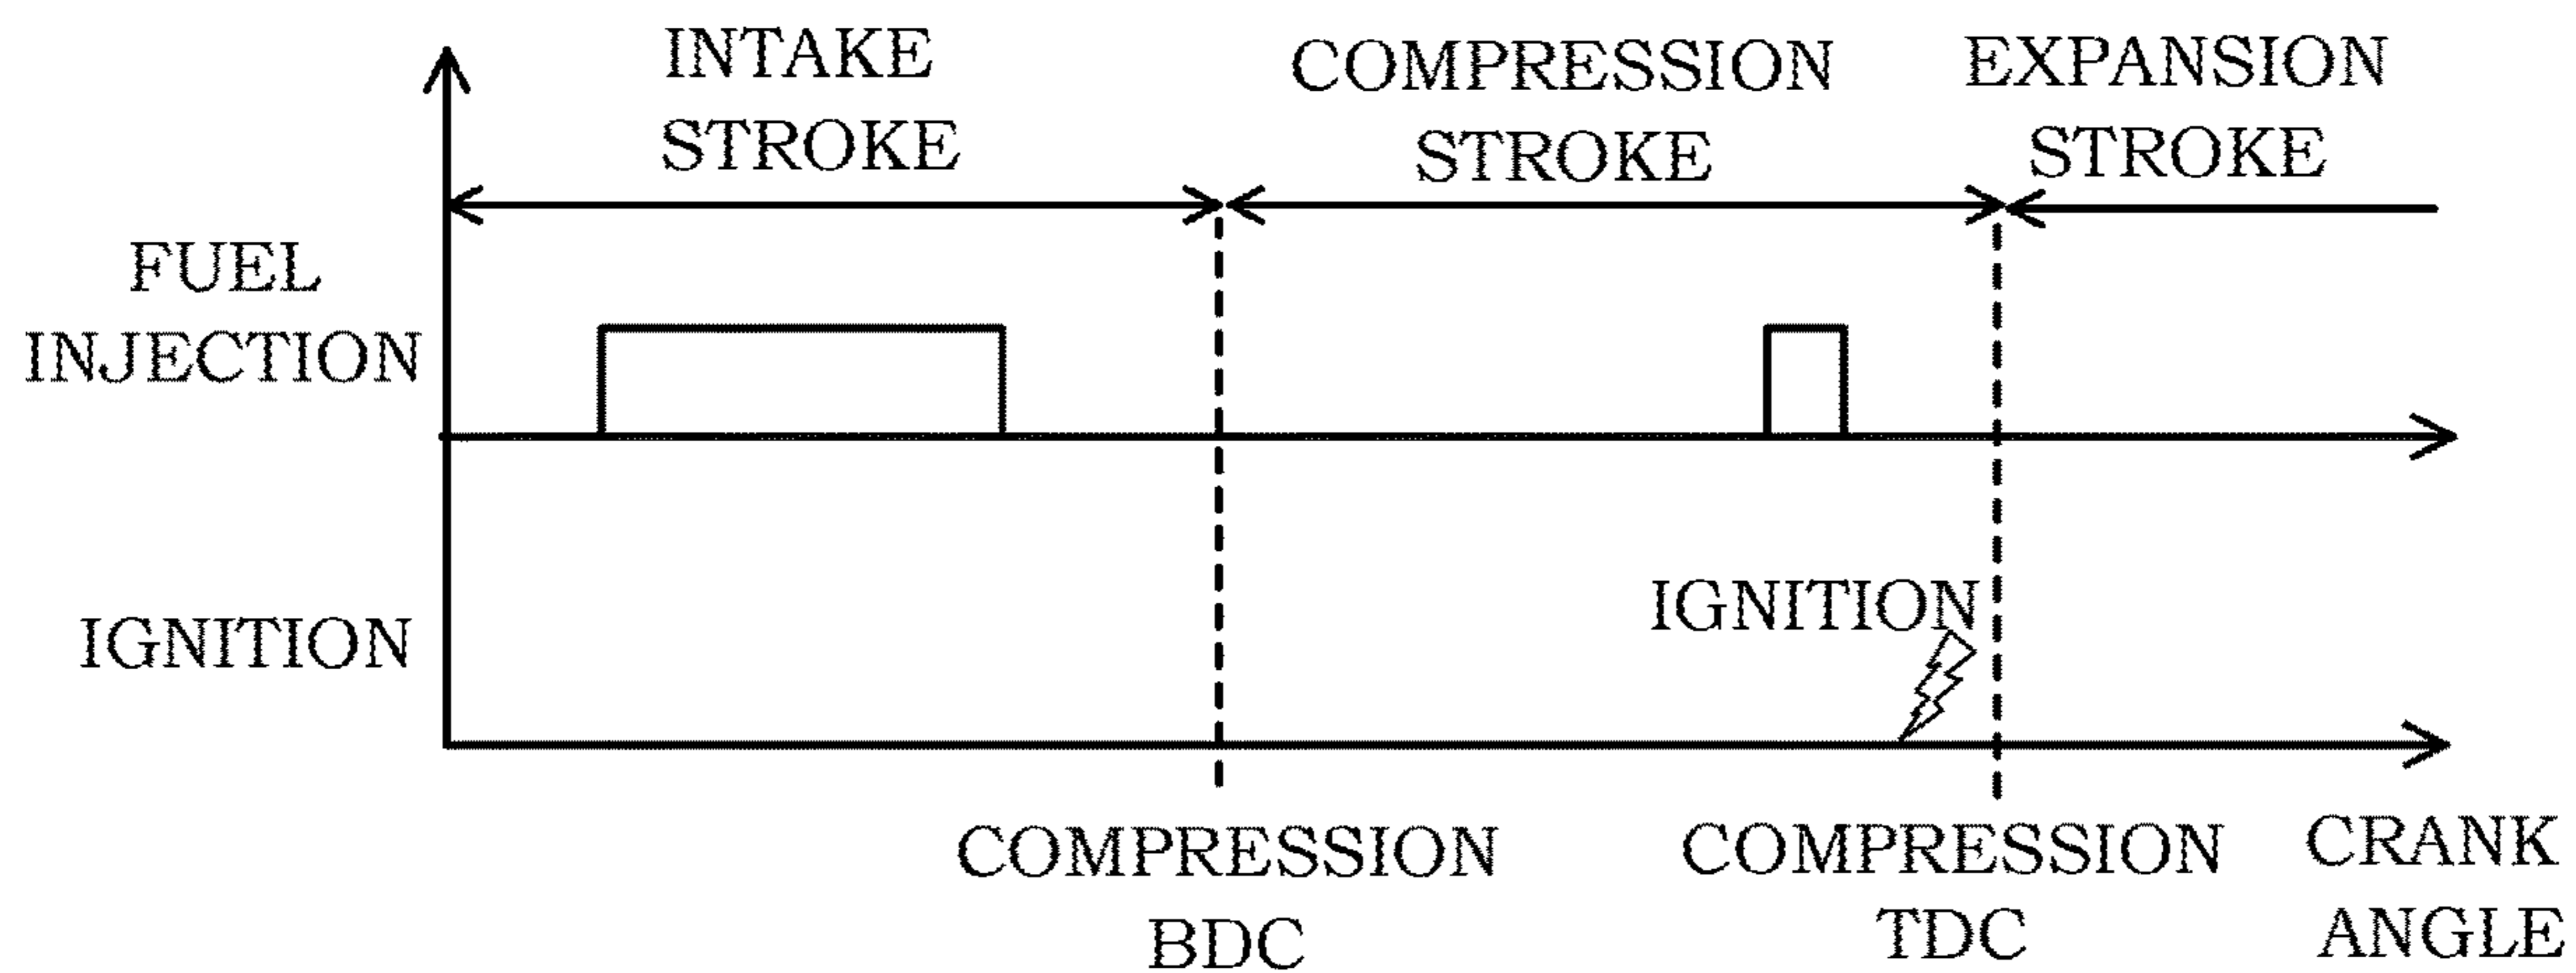 INTAKE
STROKE
COMPRESSION
STROKE
EXPANSION
STROKE
FUEL
INJECTION
IGNITION
IGNITION
COMPRESSION
BDC
COMPRESSION
TDC
CRANK
ANGLE